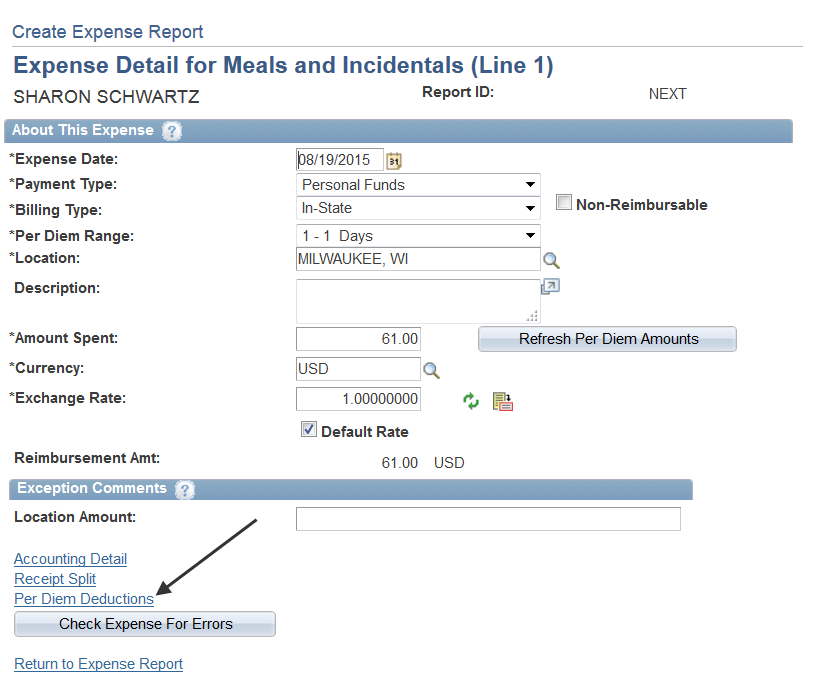 Create Expense Report
Expense Detail for Meals and Incidentals (Line 1)
SHARON SCHWARTZ Report ID: NEXT
About This Expense ?
*Expense Date: 08/19/2015 31
*Payment Type: Personal Funds
*Billing Type: In-State Non-Reimbursable
*Per Diem Range: 1 - 1 Days
*Location: MILWAUKEE, WI
Description:
*Amount Spent: 61.00 Refresh Per Diem Amounts
*Currency: USD
*Exchange Rate: 1.00000000
Default Rate
Reimbursement Amt: 61.00 USD
Exception Comments ?
Location Amount:
Accounting Detail
Receipt Split
Per Diem Deductions
Check Expense For Errors
Return to Expense Report